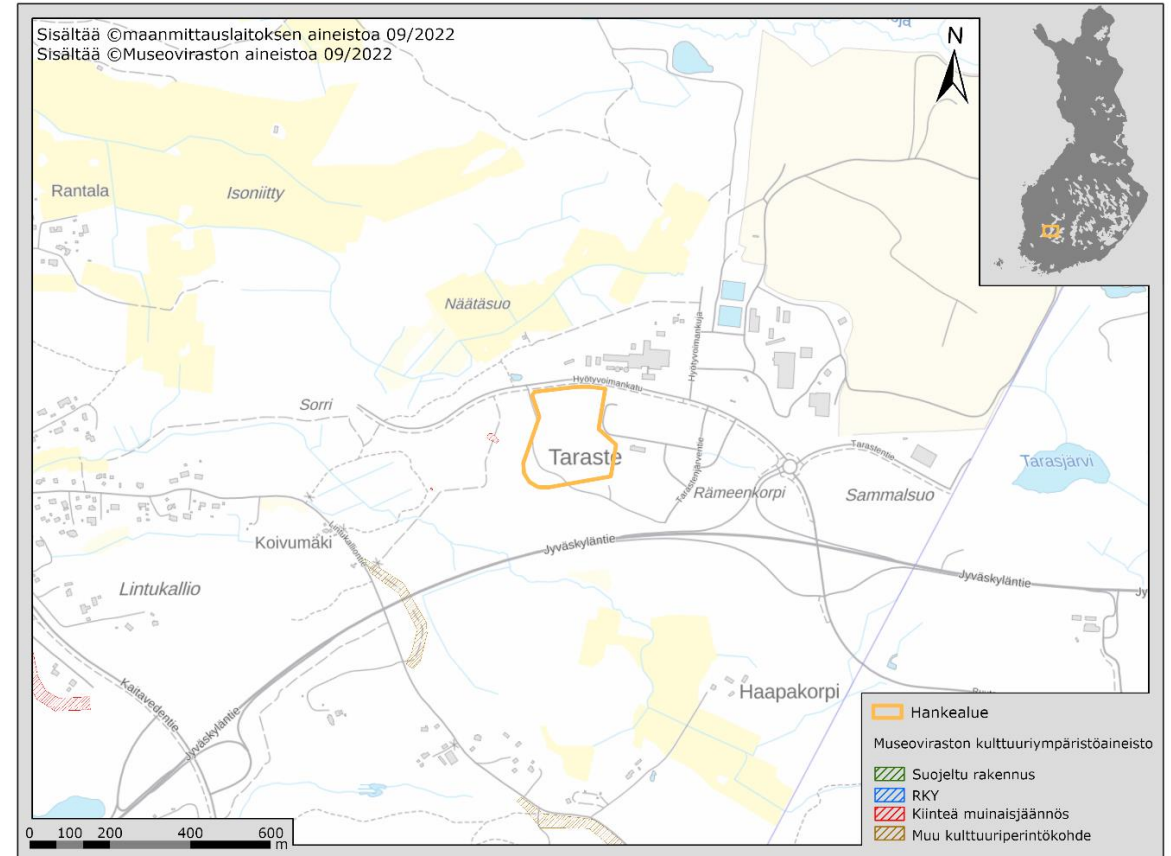 Sisältää ©maanmittauslaitoksen aineistoa 09/2022
Sisältää ©Museoviraston aineistoa 09/2022
N
Rantala
Isoniitty
Näätäsuo
Hyötyvoimankuja
Hyötyvoimankatu
Sorri
Taraste
Tarastenjärventie
Tarastentie
Tarasjärvi
Rämeenkorpi
Sammalsuo
Koivumäki
Lintukalliontie
Jyväskyläntie
Jyväskyläntie
Jy
Lintukallio
Kaitavedentie
Jyväskyläntie
Haapakorpi
Hankealue
Museoviraston kulttuuriympäristöaineisto
Suojeltu rakennus
RKY
Kiinteä muinaisjäännös
Muu kulttuuriperintökohde
0 100 200 400 600
m